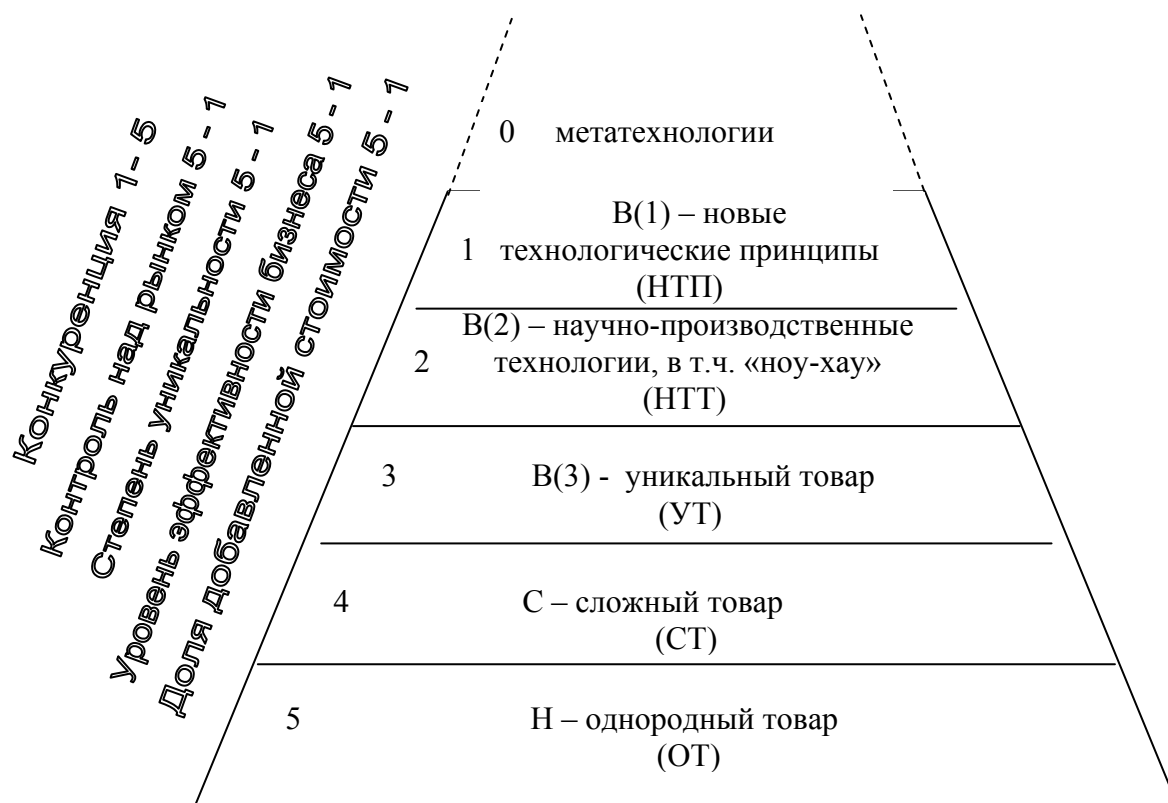 Конкуренция 1- 5
Контроль над рынком 5 - 1
Степень уникальности 5 - 1
Уровень эффективности бизнеса 5 - 1
Доля добавленной стоимости 5 - 1
0 метатехнологии
В(1) – новые
1 технологические принципы
(НТП)
В(2) – научно-производственные
2 технологии, в т.ч. «ноу-хау»
(НТТ)
3 В(3) - уникальный товар
(УТ)
4 С – сложный товар
(СТ)
5 Н – однородный товар
(ОТ)